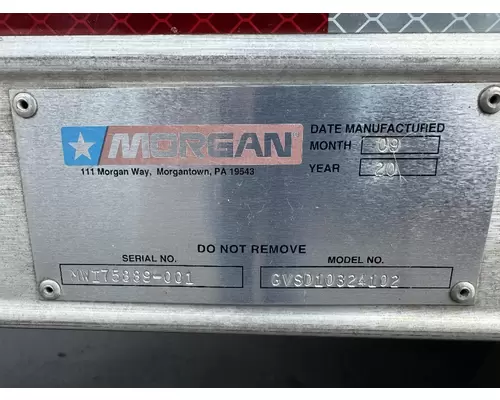 MORGAN
111 Morgan Way, Morgantown, PA 19543
DATE MANUFACTURED
MONTH 09
YEAR 20
DO NOT REMOVE
SERIAL NO.
MODEL NO.
GVSD10324102